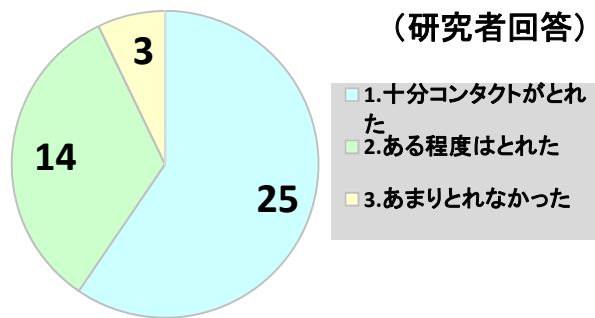 （研究者回答）
3
14
25
1.十分コンタクトがとれ
た
2.ある程度はとれた
3.あまりとれなかった